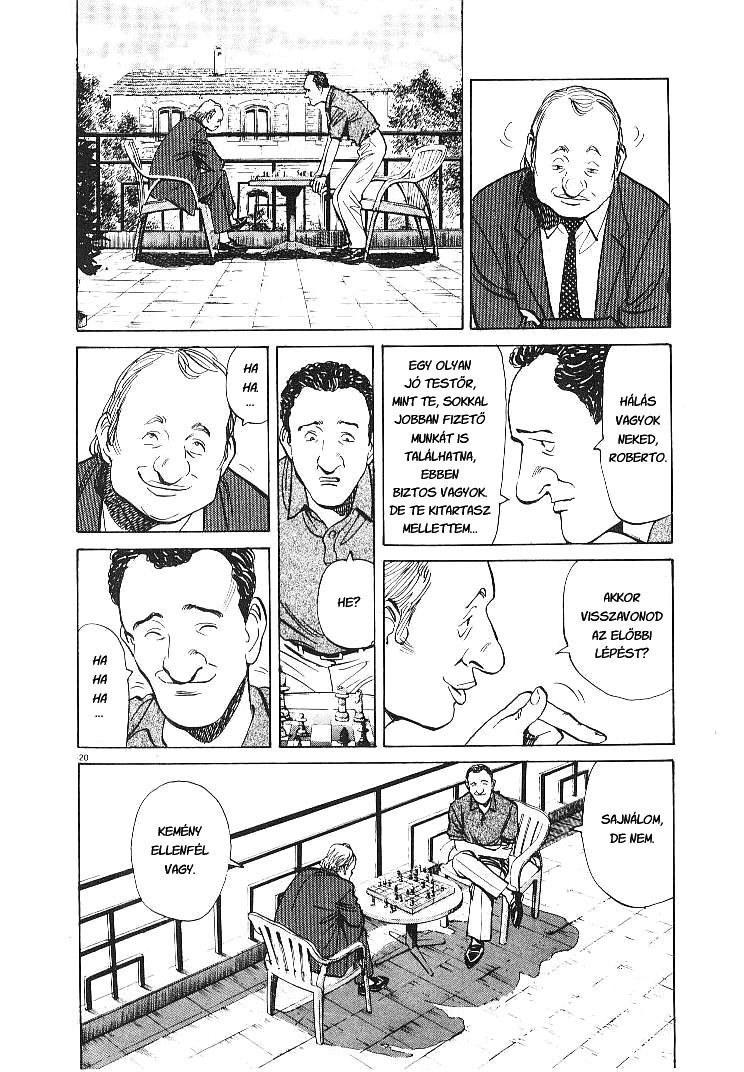 HÁLÁS
VAGYOK
NEKED,
ROBERTO.
EGY OLYAN
JÓ TESTŐR,
MINT TE, SOKKAL
JOBBAN FIZETŐ
MUNKÁT IS
TALÁLHATNA,
EBBEN
BIZTOS VAGYOK.
DE TE KITARTASZ
MELLETTEM...
AKKOR
VISSZAVONOD
AZ ELŐBBI
LÉPÉST?
HE?
HA
HA.
...
HA
HA
HA
...
20
SAJNÁLOM,
DE NEM.
KEMÉNY
ELLENFÉL
VAGY.